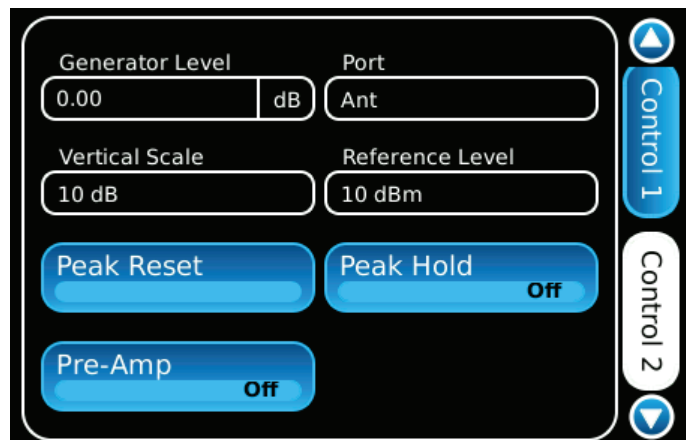 Generator Level
Port
0.00
dB
Ant
Vertical Scale
Reference Level
10 dB
10 dBm
Peak Reset
Peak Hold
Off
Pre-Amp
Off
Control 1
Control 2